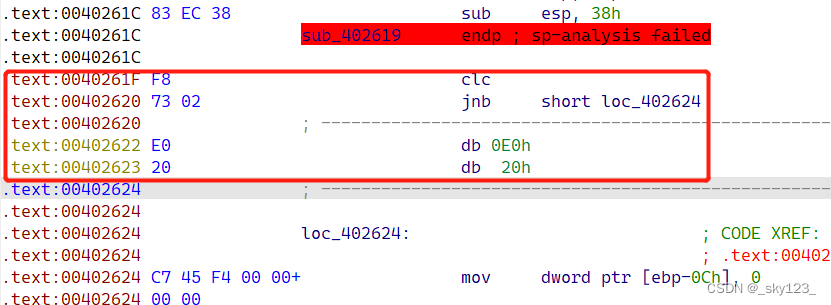 .text:0040261C 83 EC 38 sub esp, 38h
.text:0040261C sub_402619 endp ; sp-analysis failed
.text:0040261C
.text:0040261F F8 clc
.text:00402620 73 02 jnb short loc_402624
.text:00402620 ; ---------------------------------------------------
.text:00402622 E0 db 0E0h
.text:00402623 20 db 20h
.text:00402624 ; ---------------------------------------------------
.text:00402624
.text:00402624 loc_402624: ; CODE XREF:
.text:00402624 ; .text:00402
.text:00402624 C7 45 F4 00 00+ mov dword ptr [ebp-0Ch], 0
.text:00402624 00 00
CSDN @_sky123_